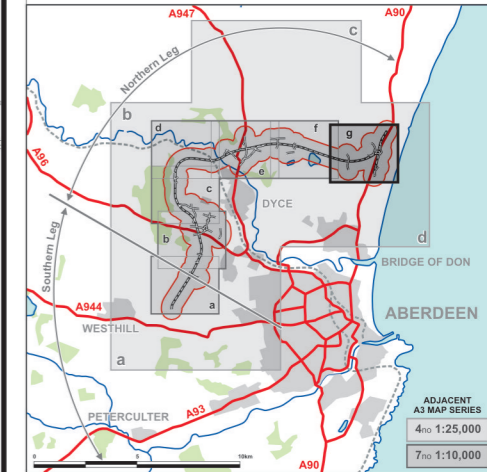 A947
A90
c
Northern Leg
b
d
f
g
A96
e
c
DYCE
b
d
Southern Leg
BRIDGE OF DON
a
A944
ABERDEEN
WESTHILL
a
ADJACENT
A3 MAP SERIES
PETERCULTER
A93
4no 1:25,000
7no 1:10,000
0 5 10km
A90